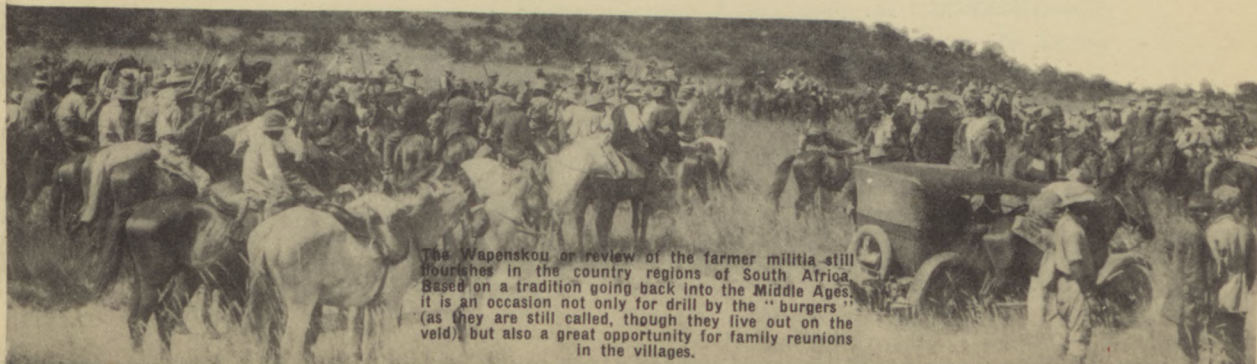 The Wapenskou or review of the farmer militia still
flourishes in the country regions of South Africa.
Based on a tradition going back into the Middle Ages,
it is an occasion not only for drill by the "burgers"
(as they are still called, though they live out on the
veld), but also a great opportunity for family reunions
in the villages.